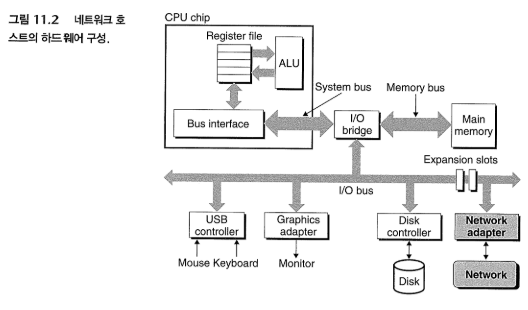 그림 11.2 네트워크 호
스트의 하드웨어 구성.
CPU chip
Register file
ALU
System bus
Memory bus
Bus interface
I/O
bridge
Main
memory
Expansion slots
I/O bus
USB
controller
Graphics
adapter
Disk
controller
Network
adapter
Mouse Keyboard
Monitor
Disk
Network